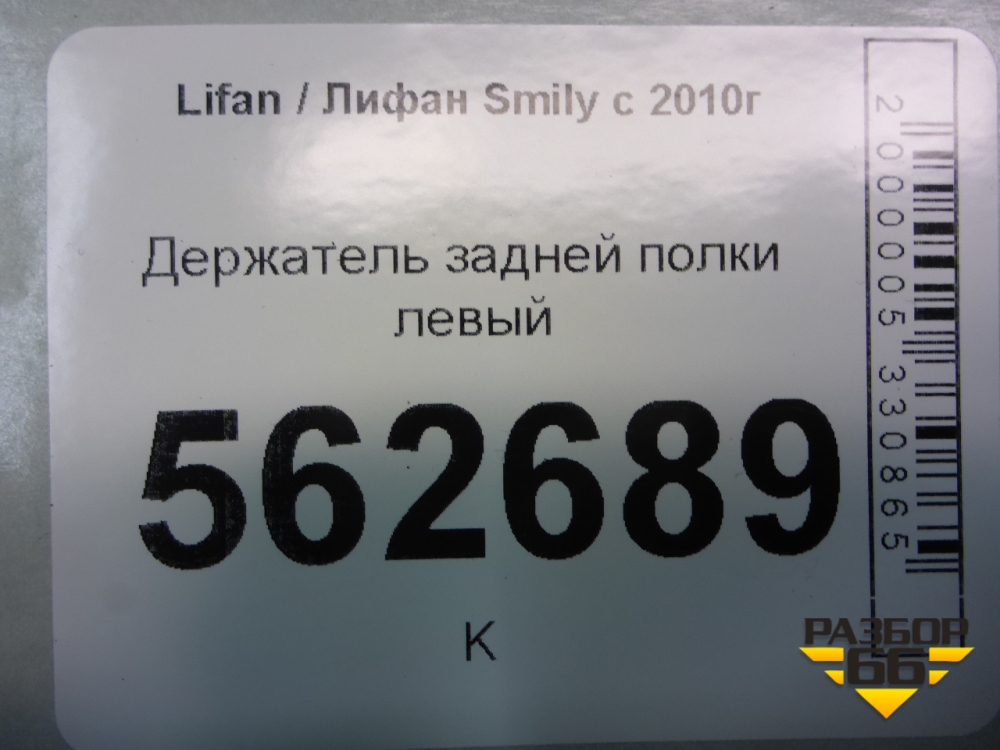 Lifan / Лифан Smily с 2010г
Держатель задней полки
левый
562689
К
2000005330865
РАЗБОР
66